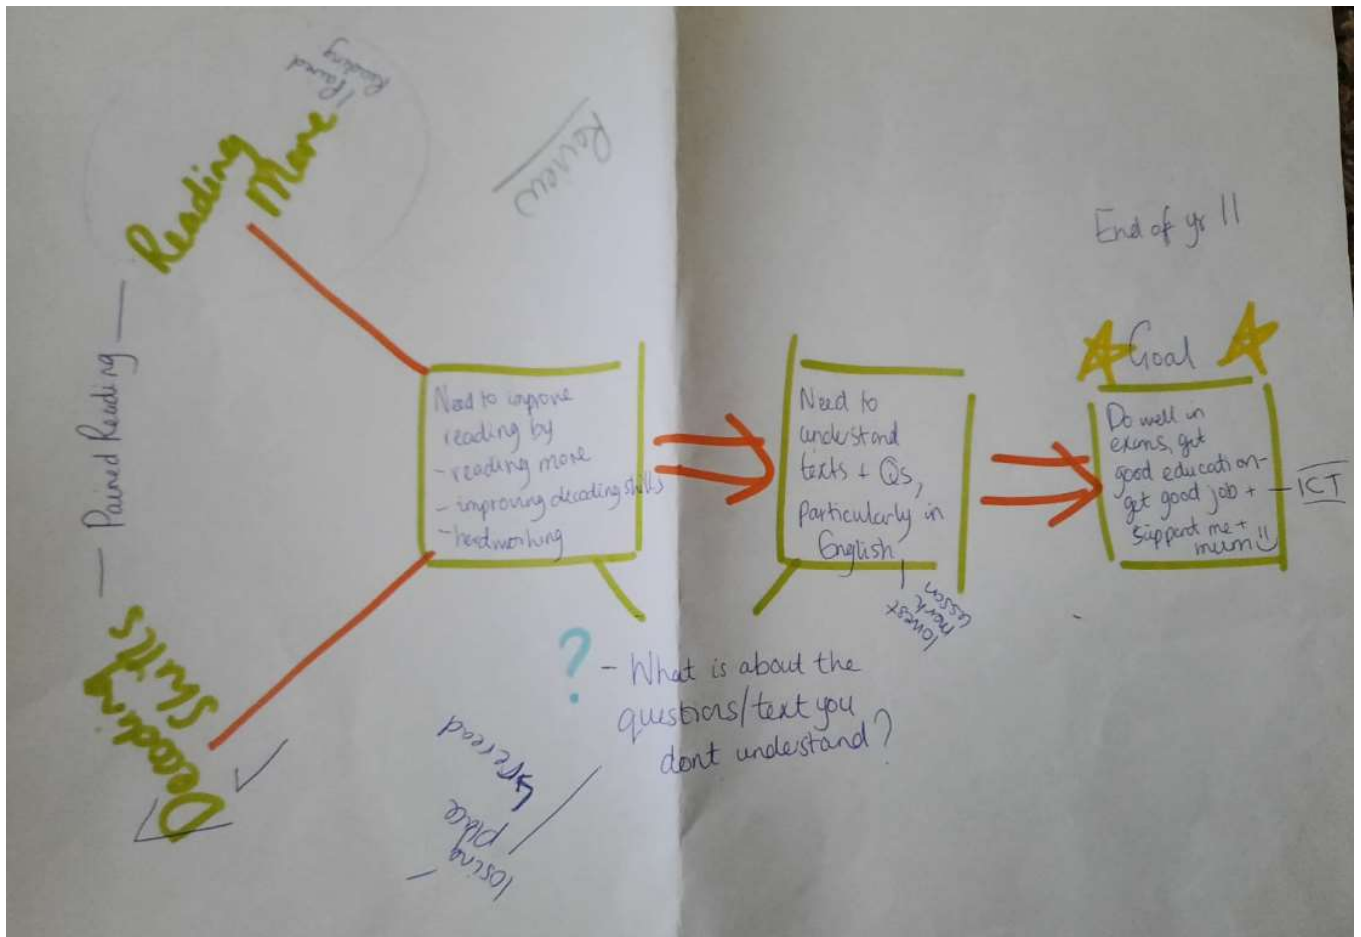 Paired
Reading
Reading
More
Review
End of yr 11
Paired Reading
Goal
Need to improve
reading by
- reading more
- improving decoding skills
- hardworking
Need to
understand
texts + Qs,
particularly in
English
lowest
mark
lesson
Do well in
exams, get
good education-
get good job +
support me +
mum
ICT
Decoding
Skills
? - What is about the
questions/text you
dont understand?
losing
place
reread